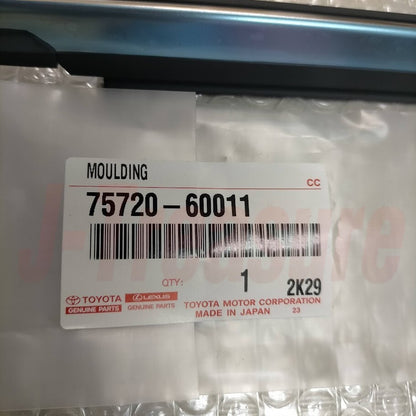 MOULDING
CC
75720-60011
QTY: 1 2K29
TOYOTA GENUINE PARTS
LEXUS GENUINE PARTS
TOYOTA MOTOR CORPORATION
MADE IN JAPAN 23
J-Treasure